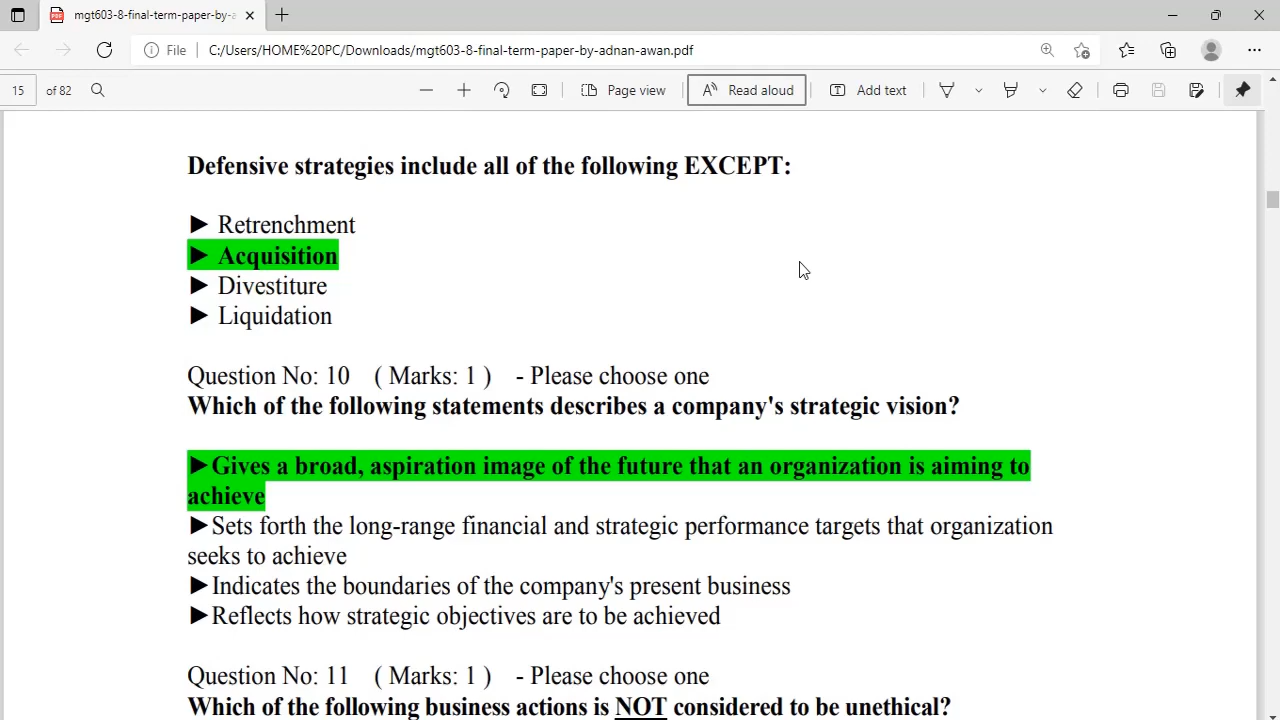 mgt603-8-final-term-paper-by-a
File
C:/Users/HOME%20PC/Downloads/mgt603-8-final-term-paper-by-adnan-awan.pdf
15 of 82
Page view
Read aloud
Add text
Defensive strategies include all of the following EXCEPT:
► Retrenchment
► Acquisition
► Divestiture
► Liquidation
Question No: 10 ( Marks: 1 ) - Please choose one
Which of the following statements describes a company's strategic vision?
►Gives a broad, aspiration image of the future that an organization is aiming to
achieve
►Sets forth the long-range financial and strategic performance targets that organization
seeks to achieve
►Indicates the boundaries of the company's present business
►Reflects how strategic objectives are to be achieved
Question No: 11 ( Marks: 1 ) - Please choose one
Which of the following business actions is NOT considered to be unethical?